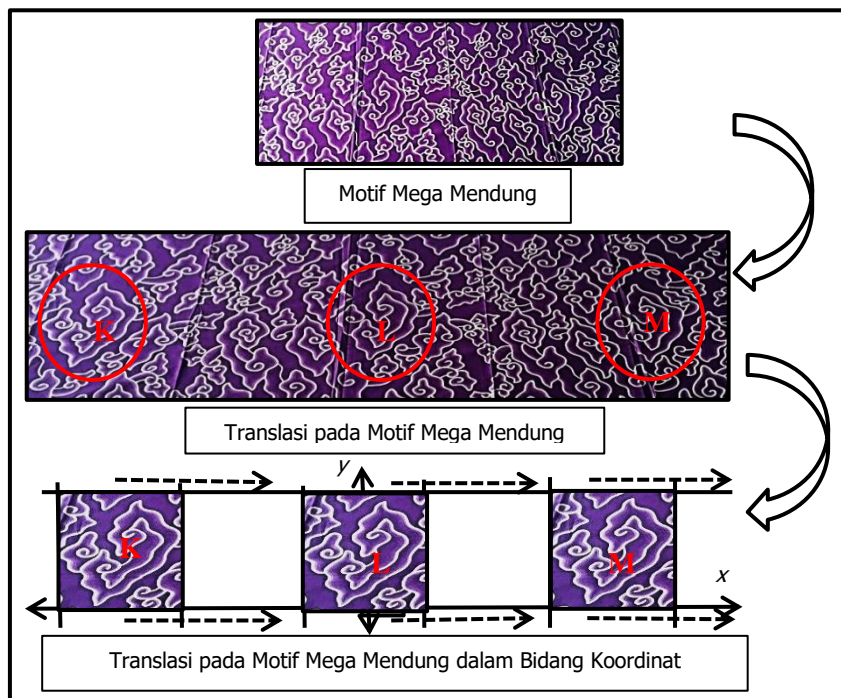 Motif Mega Mendung
K L M
Translasi pada Motif Mega Mendung
y
K L M
x
Translasi pada Motif Mega Mendung dalam Bidang Koordinat